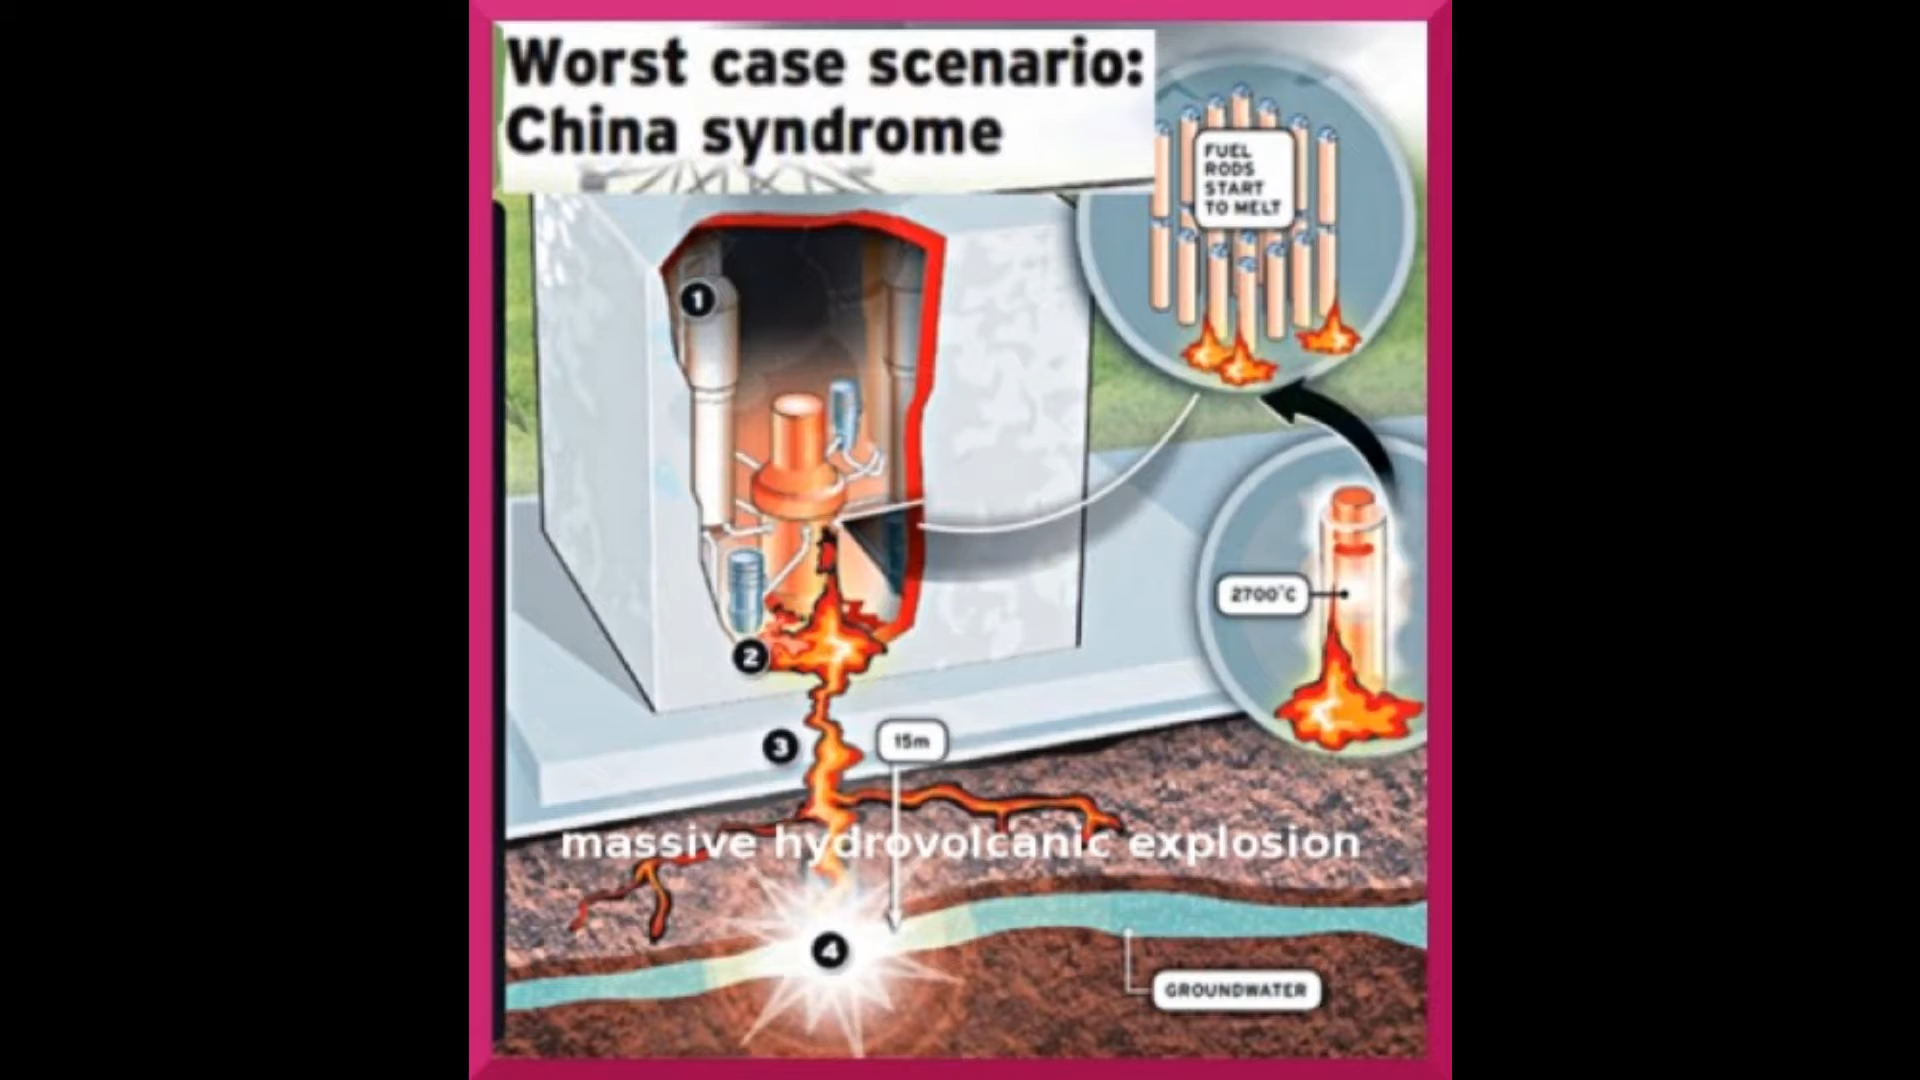 Worst case scenario:
China syndrome
FUEL
RODS
START
TO MELT
1
2700°C
2
3
15m
massive hydrovolcanic explosion
4
GROUNDWATER